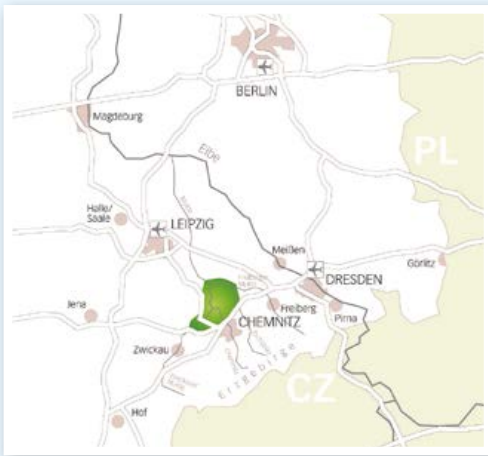 BERLIN
Magdeburg
Elbe
PL
Halle/
Saale
LEIPZIG
Meißen
Görlitz
DRESDEN
Jena
Freiberg
Pirna
CHEMNITZ
Zwickau
Erzgebirge
CZ
Hof